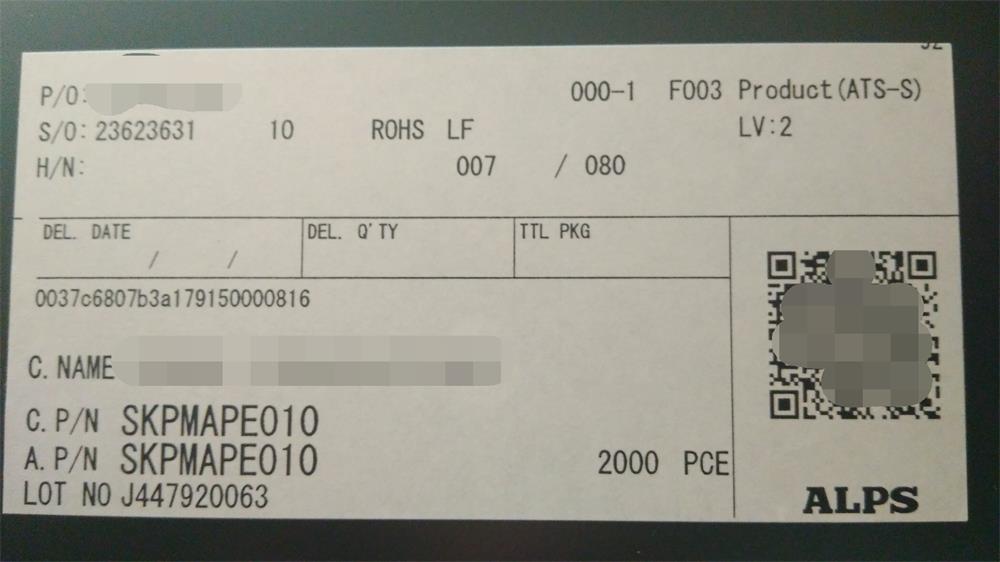 P/O: 000-1 F003 Product(ATS-S)
S/O: 23623631 10 ROHS LF LV:2
H/N: 007 / 080
DEL. DATE DEL. Q'TY TTL PKG
/ /
0037c6807b3a179150000816
C. NAME
C. P/N SKPMAPE010
A. P/N SKPMAPE010 2000 PCE
LOT NO J447920063
ALPS